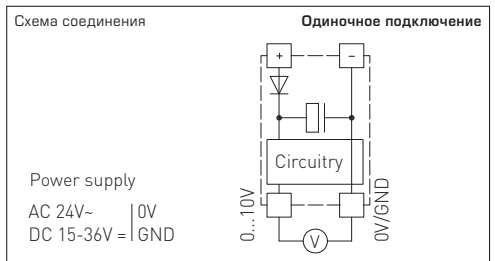 Схема соединения
Одиночное подключение
+ −
Circuitry
Power supply
AC 24V~ 0V
DC 15-36V = GND
0...10V
0V/GND
V